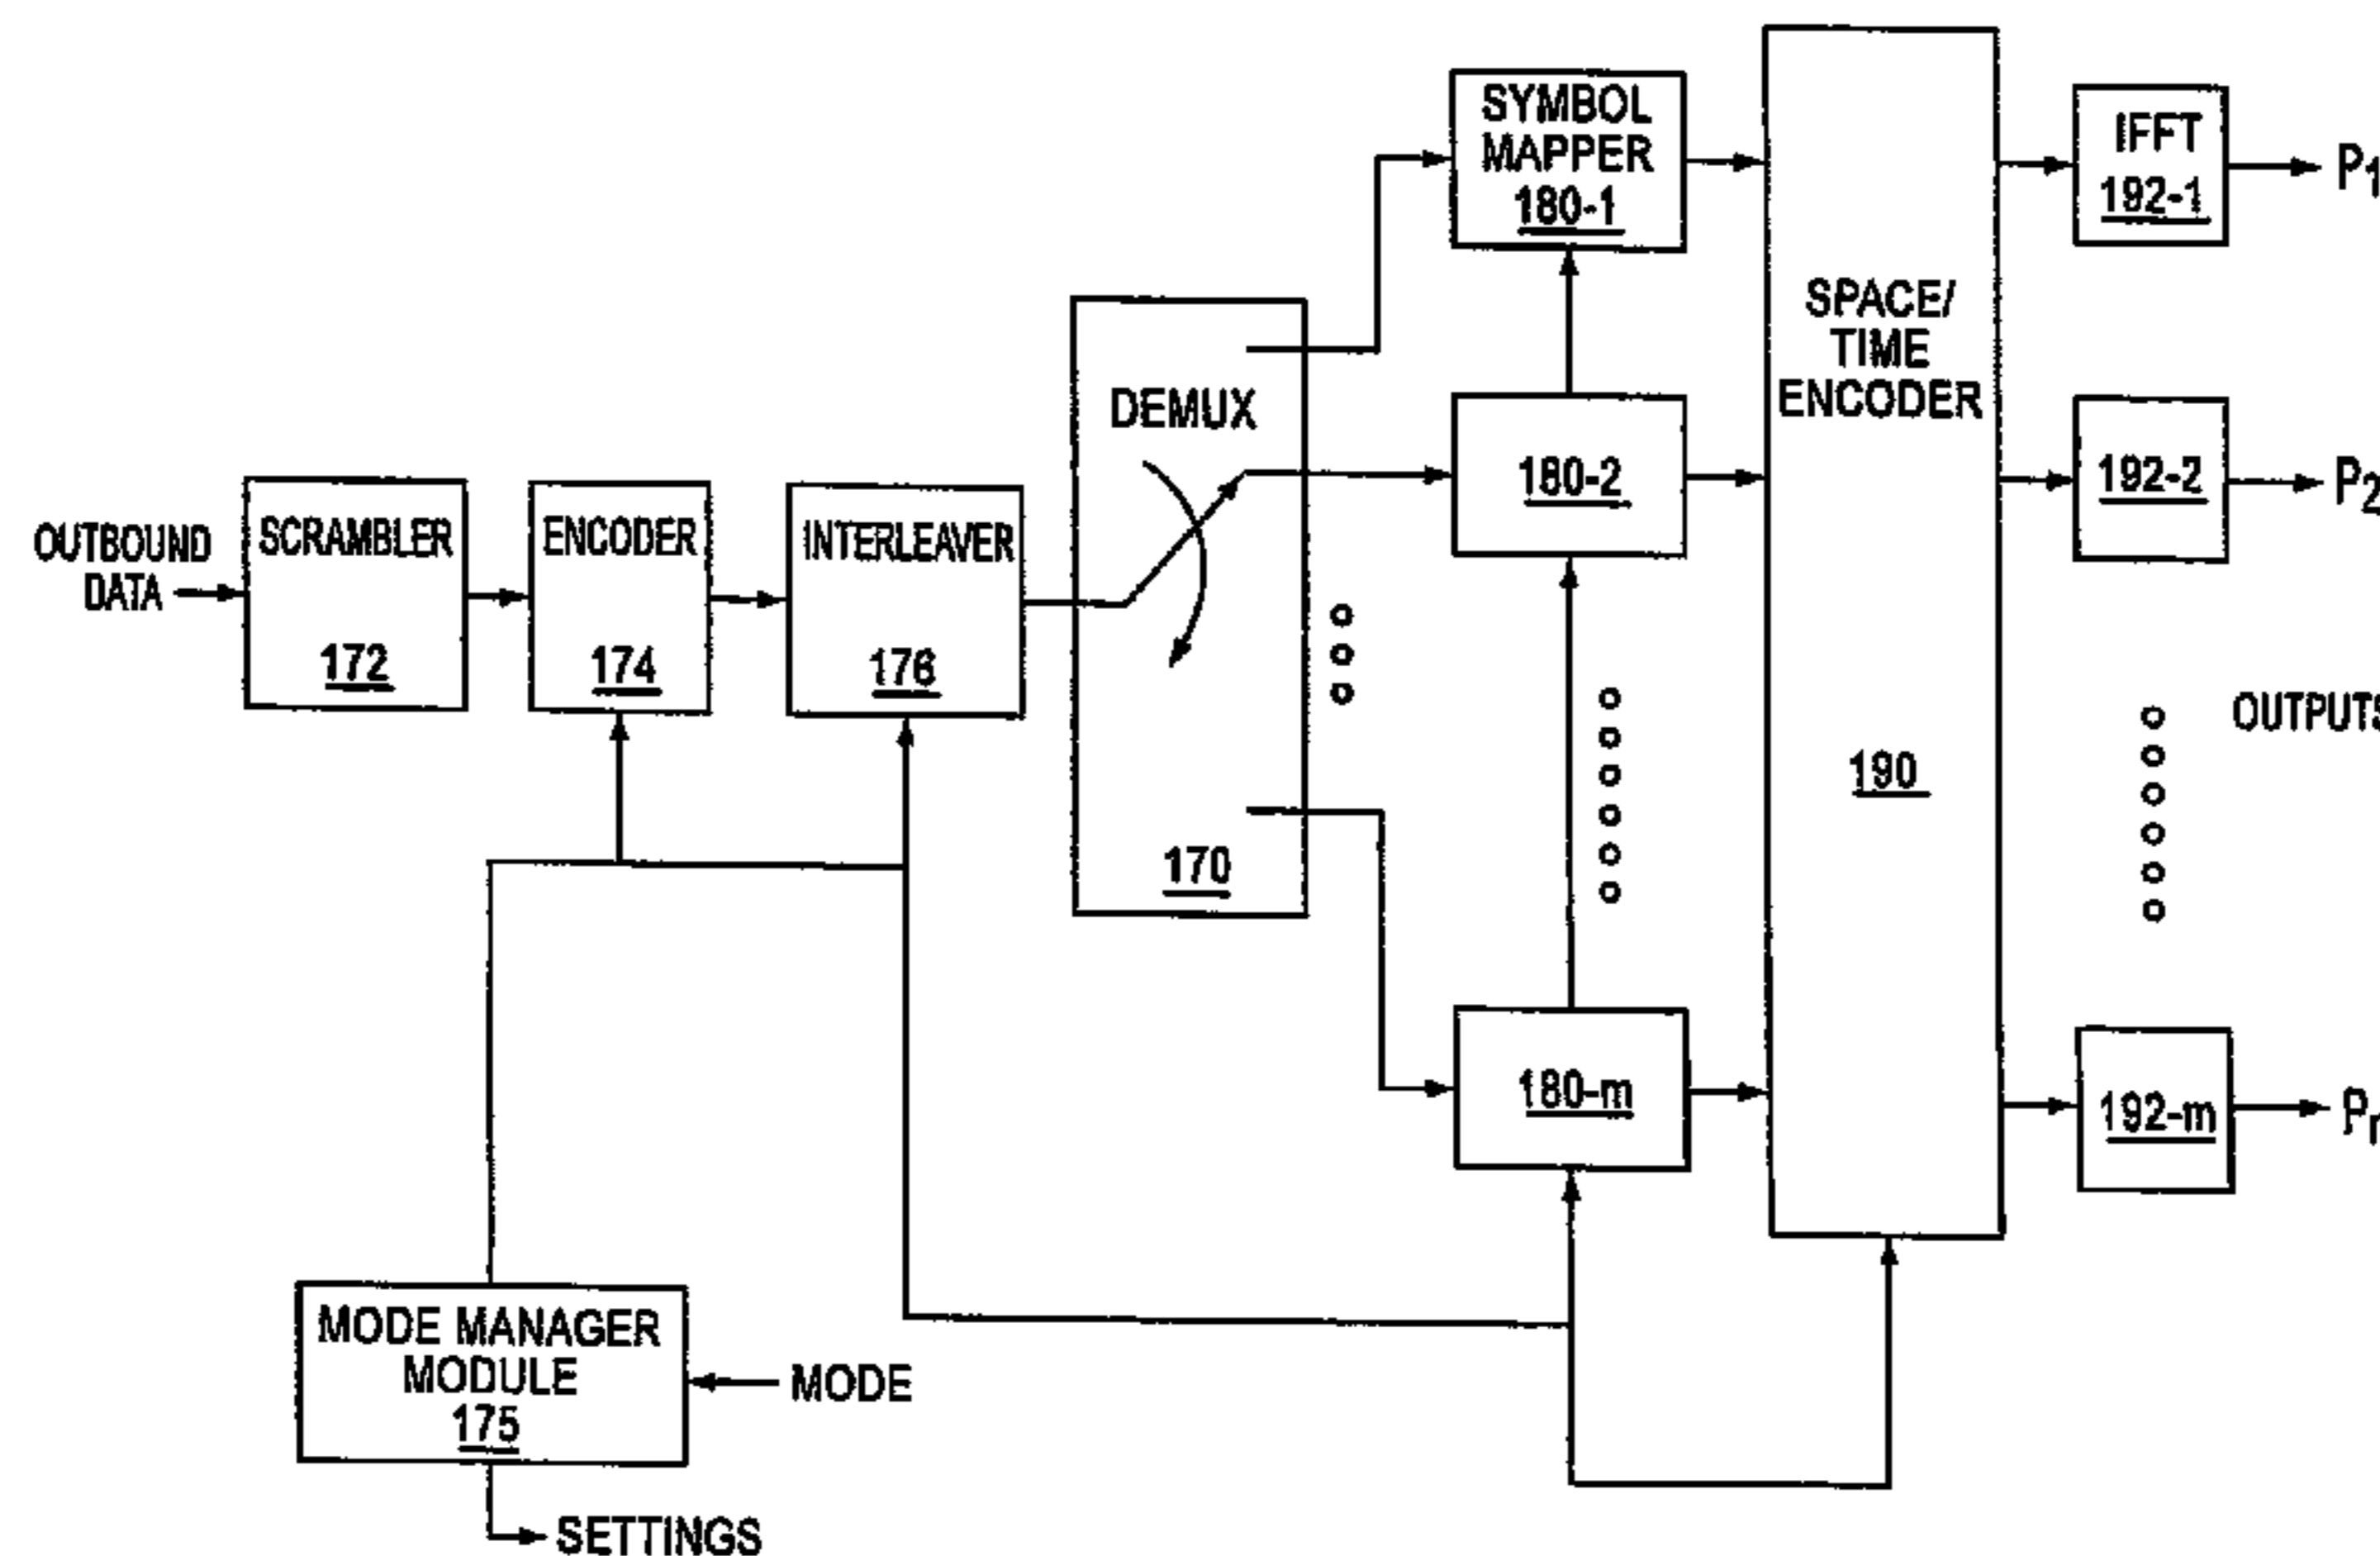 OUTBOUND
DATA
SCRAMBLER
172
ENCODER
174
INTERLEAVER
176
DEMUX
170
SYMBOL
MAPPER
180-1
180-2
180-m
SPACE/
TIME
ENCODER
190
IFFT
192-1
192-2
192-m
P1
P2
OUTPUTS
MODE MANAGER
MODULE
175
MODE
SETTINGS